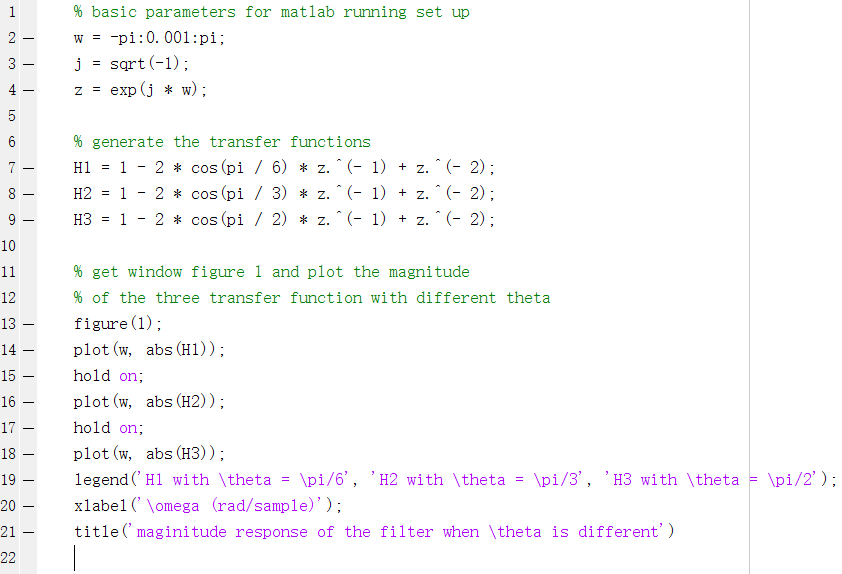 1 % basic parameters for matlab running set up
2 — w = -pi:0.001:pi;
3 — j = sqrt(-1);
4 — z = exp(j * w);
5
6 % generate the transfer functions
7 — H1 = 1 - 2 * cos(pi / 6) * z.^(- 1) + z.^(- 2);
8 — H2 = 1 - 2 * cos(pi / 3) * z.^(- 1) + z.^(- 2);
9 — H3 = 1 - 2 * cos(pi / 2) * z.^(- 1) + z.^(- 2);
10
11 % get window figure 1 and plot the magnitude
12 % of the three transfer function with different theta
13 — figure(1);
14 — plot(w, abs(H1));
15 — hold on;
16 — plot(w, abs(H2));
17 — hold on;
18 — plot(w, abs(H3));
19 — legend('H1 with \theta = \pi/6', 'H2 with \theta = \pi/3', 'H3 with \theta = \pi/2');
20 — xlabel('\omega (rad/sample)');
21 — title('maginitude response of the filter when \theta is different')
22